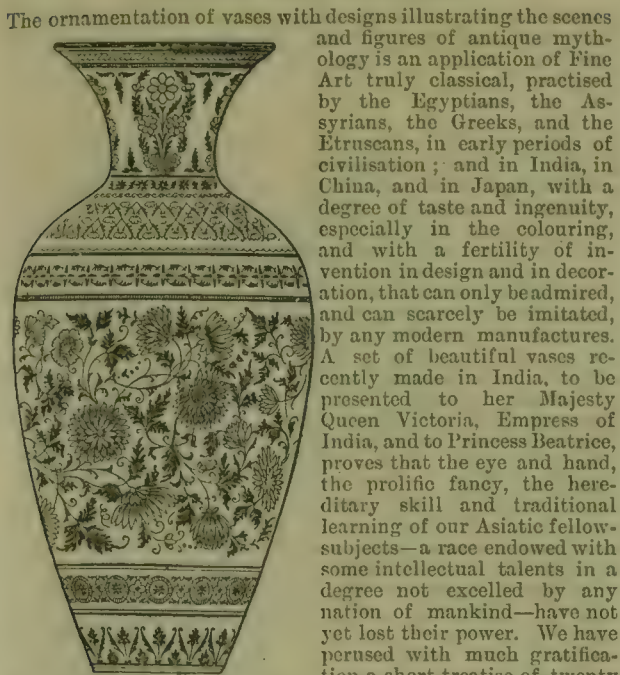 The ornamentation of vases with designs illustrating the scenes
and figures of antique myth-
ology is an application of Fine
Art truly classical, practised
by the Egyptians, the As-
syrians, the Greeks, and the
Etruscans, in early periods of
civilisation; and in India, in
China, and in Japan, with a
degree of taste and ingenuity,
especially in the colouring,
and with a fertility of in-
vention in design and in decor-
ation, that can only be admired,
and can scarcely be imitated,
by any modern manufactures.
A set of beautiful vases re-
cently made in India, to be
presented to her Majesty
Queen Victoria, Empress of
India, and to Princess Beatrice,
proves that the eye and hand,
the prolific fancy, the here-
ditary skill and traditional
learning of our Asiatic fellow-
subjects—a race endowed with
some intellectual talents in a
degree not excelled by any
nation of mankind—have not
yet lost their power. We have
perused with much gratifica-
tion a short treatise of twenty